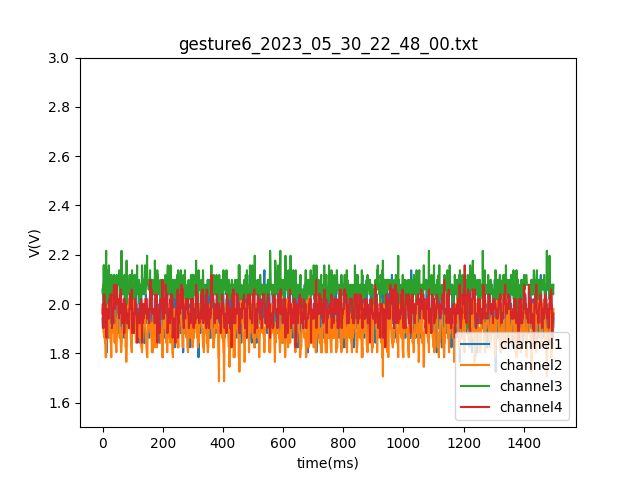 gesture6_2023_05_30_22_48_00.txt
3.0
2.8
2.6
2.4
2.2
2.0
1.8
1.6
V(V)
channel1
channel2
channel3
channel4
0 200 400 600 800 1000 1200 1400
time(ms)